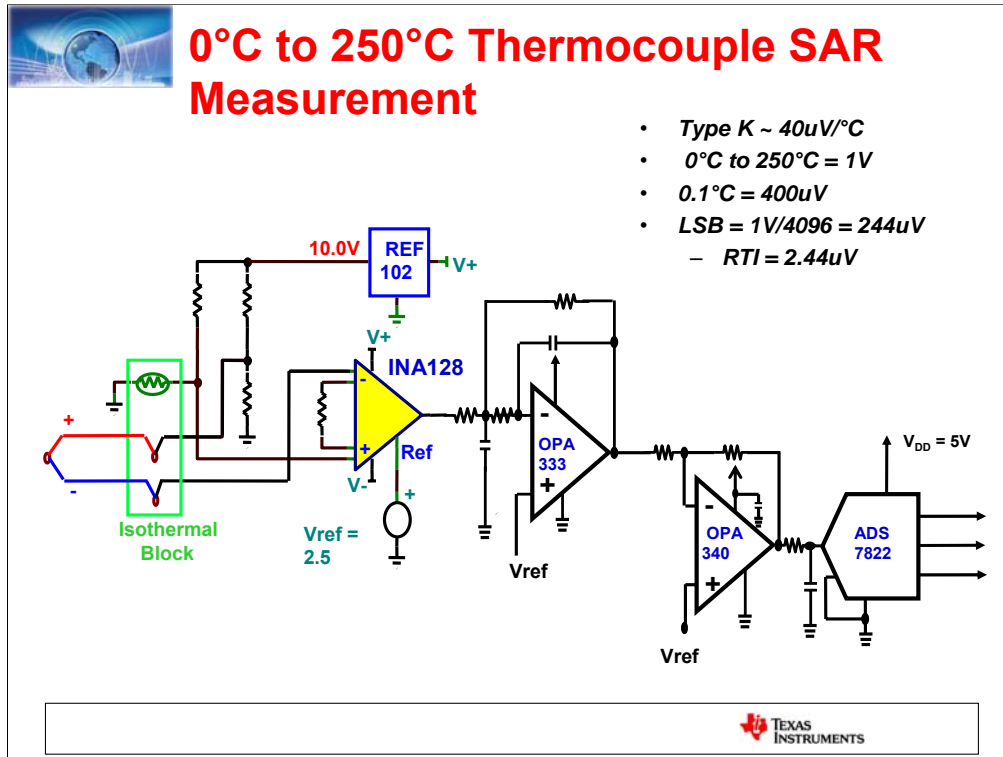 0°C to 250°C Thermocouple SAR
Measurement
• Type K ~ 40uV/°C
• 0°C to 250°C = 1V
• 0.1°C = 400uV
• LSB = 1V/4096 = 244uV
– RTI = 2.44uV
10.0V
REF
102
V+
V+
INA128
-
+
Ref
V-
+
-
Isothermal
Block
+
Vref =
2.5
-
OPA
333
+
Vref
-
OPA
340
+
Vref
VDD = 5V
ADS
7822
TEXAS
INSTRUMENTS